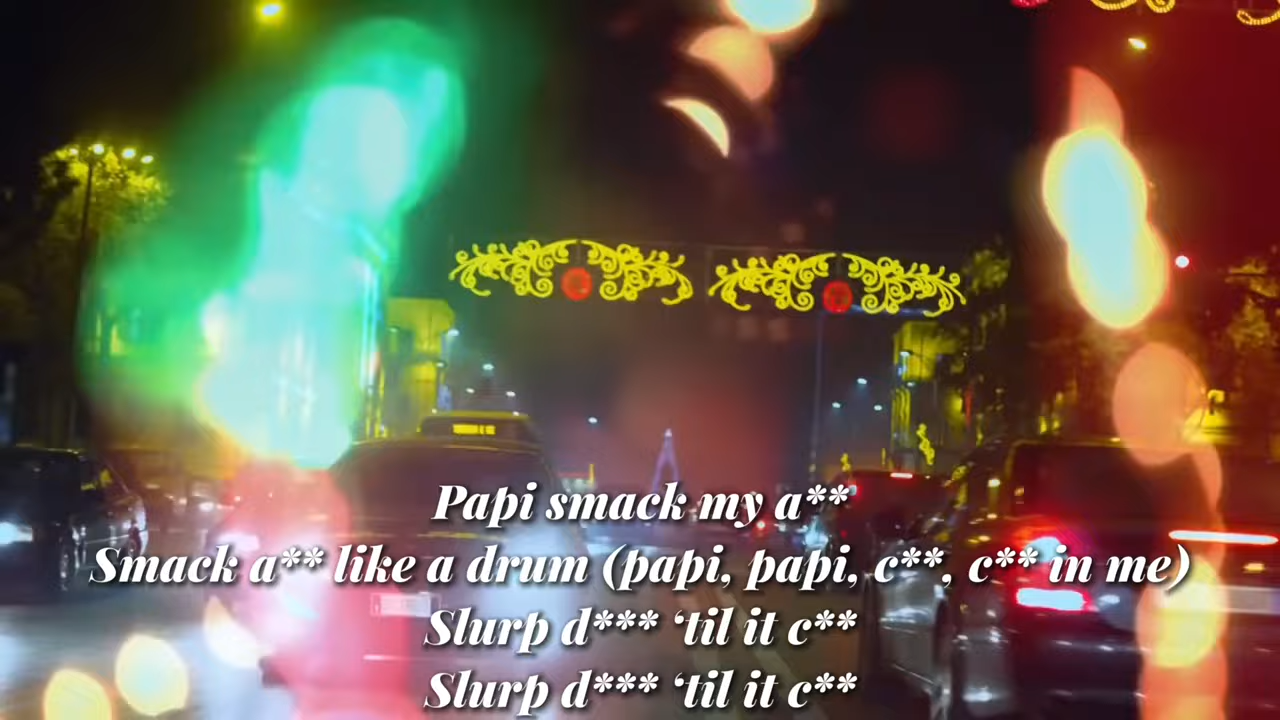 Papi smack my a**
Smack a** like a drum (papi, papi, c**, c** in me)
Slurp d*** ‘til it c**
Slurp d*** ‘til it c**